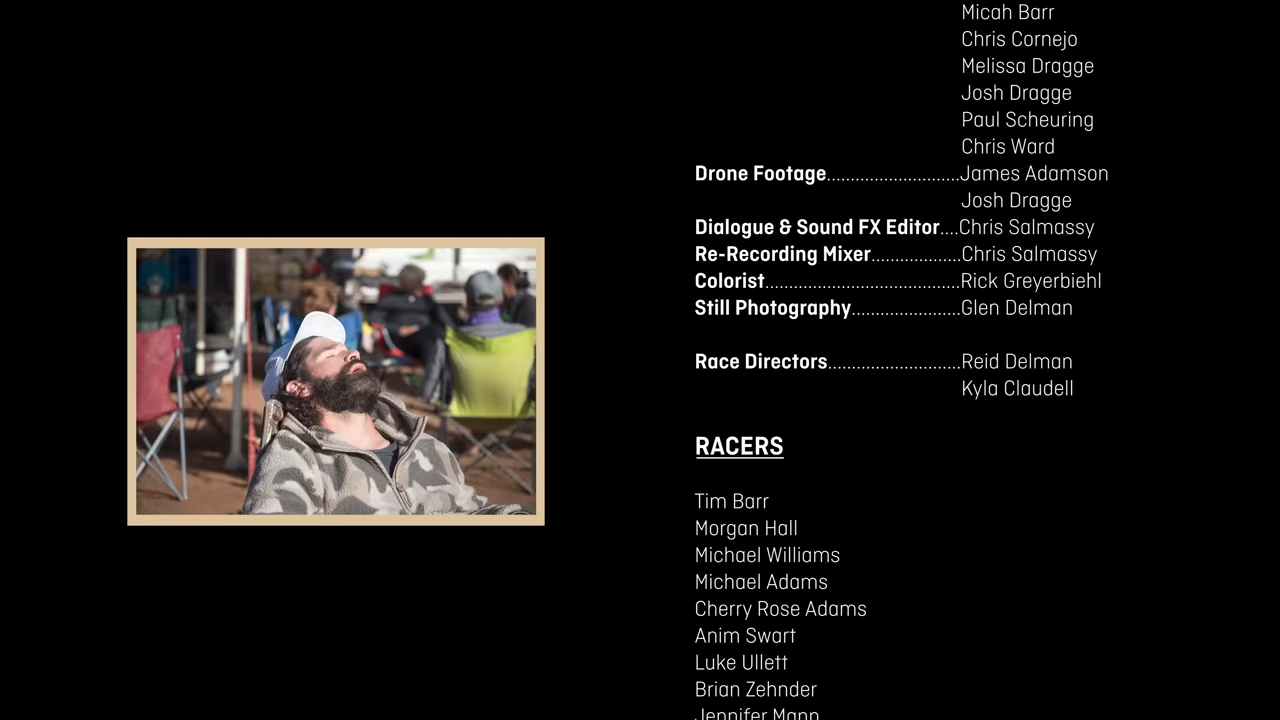 Micah Barr
Chris Cornejo
Melissa Dragge
Josh Dragge
Paul Scheuring
Chris Ward
Drone Footage...........................James Adamson
Josh Dragge
Dialogue & Sound FX Editor....Chris Salmassy
Re-Recording Mixer...................Chris Salmassy
Colorist........................................Rick Greyerbiehl
Still Photography......................Glen Delman
Race Directors...........................Reid Delman
Kyla Claudell
RACERS
Tim Barr
Morgan Hall
Michael Williams
Michael Adams
Cherry Rose Adams
Anim Swart
Luke Ullett
Brian Zehnder
Jennifer Mann